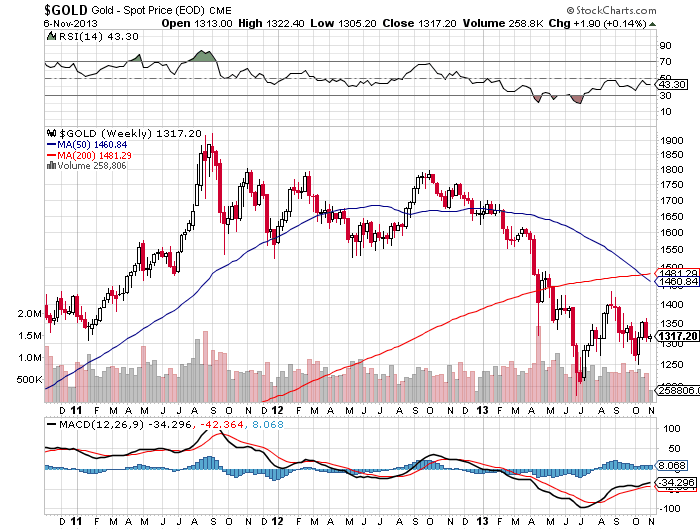 $GOLD Gold - Spot Price (EOD) CME © StockCharts.com
6-Nov-2013 Open 1313.00 High 1322.40 Low 1305.20 Close 1317.20 Volume 258.8K Chg +1.90 (+0.14%)
RSI(14) 43.30
90
70
50
43.30
30
10
$GOLD (Weekly) 1317.20
MA(50) 1460.84
MA(200) 1481.29
Volume 258,806
1900
1850
1800
1750
1700
1650
1600
1550
1500
1481.29
1460.84
1400
1350
1317.20
1300
1250
258806.0
2.0M
1.5M
1.0M
500K
D 11 F M A M J J A S O N D 12 F M A M J J A S O N D 13 F M A M J J A S O N
MACD(12,26,9) -34.296, -42.364, 8.068
100
50
8.068
-34.296
-100
D 11 F M A M J J A S O N D 12 F M A M J J A S O N D 13 F M A M J J A S O N